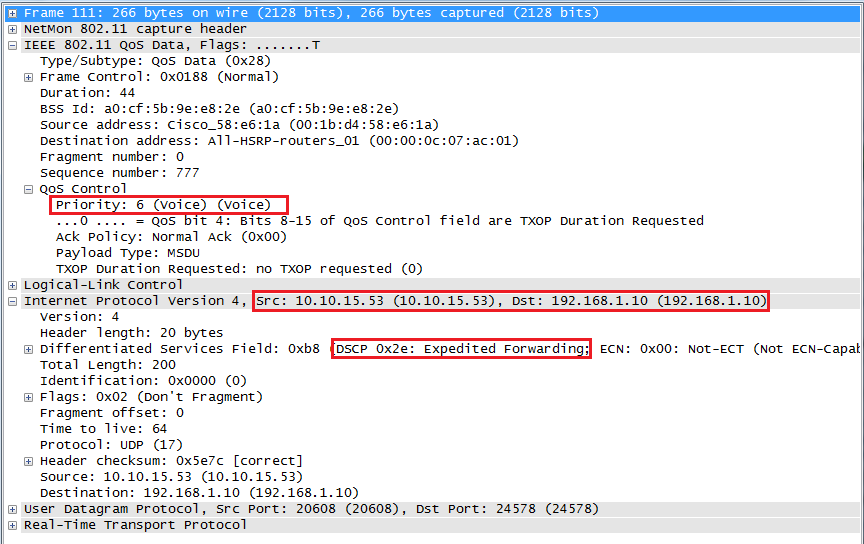 Frame 111: 266 bytes on wire (2128 bits), 266 bytes captured (2128 bits)
NetMon 802.11 capture header
IEEE 802.11 QoS Data, Flags: .......T
Type/Subtype: QoS Data (0x28)
Frame Control: 0x0188 (Normal)
Duration: 44
BSS Id: a0:cf:5b:9e:e8:2e (a0:cf:5b:9e:e8:2e)
Source address: Cisco_58:e6:1a (00:1b:d4:58:e6:1a)
Destination address: All-HSRP-routers_01 (00:00:0c:07:ac:01)
Fragment number: 0
Sequence number: 777
QoS Control
Priority: 6 (Voice) (Voice)
...0 .... = QoS bit 4: Bits 8-15 of QoS Control field are TXOP Duration Requested
Ack Policy: Normal Ack (0x00)
Payload Type: MSDU
TXOP Duration Requested: no TXOP requested (0)
Logical-Link Control
Internet Protocol Version 4, Src: 10.10.15.53 (10.10.15.53), Dst: 192.168.1.10 (192.168.1.10)
Version: 4
Header length: 20 bytes
Differentiated Services Field: 0xb8 (DSCP 0x2e: Expedited Forwarding; ECN: 0x00: Not-ECT (Not ECN-Capab
Total Length: 200
Identification: 0x0000 (0)
Flags: 0x02 (Don't Fragment)
Fragment offset: 0
Time to live: 64
Protocol: UDP (17)
Header checksum: 0x5e7c [correct]
Source: 10.10.15.53 (10.10.15.53)
Destination: 192.168.1.10 (192.168.1.10)
User Datagram Protocol, Src Port: 20608 (20608), Dst Port: 24578 (24578)
Real-Time Transport Protocol